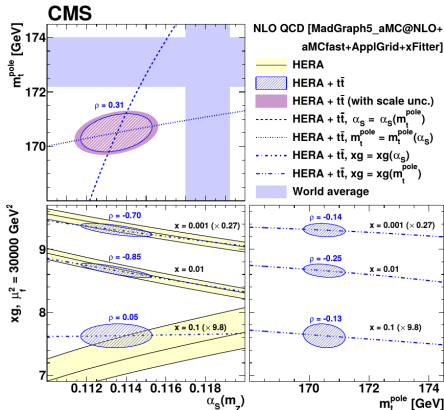 CMS
m_t^pole [GeV]
174
172
170
ρ = 0.31
NLO QCD [MadGraph5_aMC@NLO+
aMCfast+ApplGrid+xFitter]
HERA
HERA + tt̄
HERA + tt̄ (with scale unc.)
HERA + tt̄, α_S = α_S(m_t^pole)
HERA + tt̄, m_t^pole = m_t^pole(α_S)
HERA + tt̄, xg = xg(α_S)
HERA + tt̄, xg = xg(m_t^pole)
World average
xg, μ_f² = 30000 GeV²
9
8
7
ρ = -0.70
x = 0.001 (× 0.27)
ρ = -0.85
x = 0.01
ρ = 0.05
x = 0.1 (× 9.8)
0.112 0.114 0.116 0.118
α_S(m_Z)
ρ = -0.14
x = 0.001 (× 0.27)
ρ = -0.25
x = 0.01
ρ = -0.13
x = 0.1 (× 9.8)
170 172 174
m_t^pole [GeV]